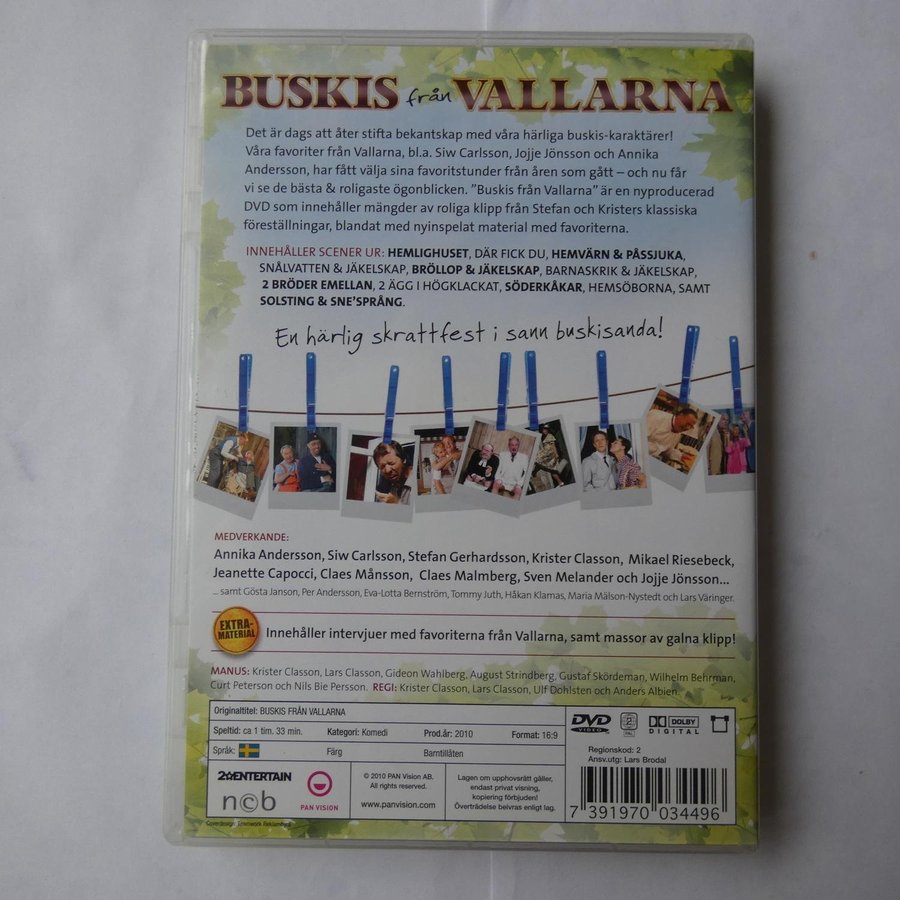 BUSKIS från VALLARNA
Det är dags att åter stifta bekantskap med våra härliga buskis-karaktärer!
Våra favoriter från Vallarna, bl.a. Siw Carlsson, Jojje Jönsson och Annika
Andersson, har fått välja sina favoritstunder från åren som gått – och nu får
vi se de bästa & roligaste ögonblicken. "Buskis från Vallarna" är en nyproducerad
DVD som innehåller mängder av roliga klipp från Stefan och Kristers klassiska
föreställningar, blandat med nyinspelat material med favoriterna.
INNEHÅLLER SCENER UR: HEMLIGHUSET, DÄR FICK DU, HEMVÄRN & PÅSSJUKA,
SNÅLVATTEN & JÄKELSKAP, BRÖLLOP & JÄKELSKAP, BARNASKRIK & JÄKELSKAP,
2 BRÖDER EMELLAN, 2 ÄGG I HÖGKLACKAT, SÖDERKÅKAR, HEMSÖBORNA, SAMT
SOLSTING & SNE'SPRÅNG.
En härlig skrattfest i sann buskisanda!
MEDVERKANDE:
Annika Andersson, Siw Carlsson, Stefan Gerhardsson, Krister Classon, Mikael Riesebeck,
Jeanette Capocci, Claes Månsson, Claes Malmberg, Sven Melander och Jojje Jönsson...
... samt Gösta Janson, Per Andersson, Eva-Lotta Bernström, Tommy Juth, Håkan Klamas, Maria Mälson-Nystedt och Lars Väringer.
EXTRA-
MATERIAL
Innehåller intervjuer med favoriterna från Vallarna, samt massor av galna klipp!
MANUS: Krister Classon, Lars Classon, Gideon Wahlberg, August Strindberg, Gustaf Skördeman, Wilhelm Behrman,
Curt Peterson och Nils Bie Persson. REGI: Krister Classon, Lars Classon, Ulf Dohlsten och Anders Albien.
Originaltitel: BUSKIS FRÅN VALLARNA
Speltid: ca 1 tim. 33 min. Kategori: Komedi Prod.år: 2010 Format: 16:9
Språk: Färg Barntillåten
DVD VIDEO
2 PAL
DOLBY DIGITAL
Regionskod: 2
Ansv.utg: Lars Brodal
2ENTERTAIN
ncb
PAN VISION
© 2010 PAN Vision AB.
All rights reserved.
www.panvision.com
Lagen om upphovsrätt gäller,
endast privat visning,
kopiering förbjuden!
Överträdelse beivras enligt lag.
7 391970 034496